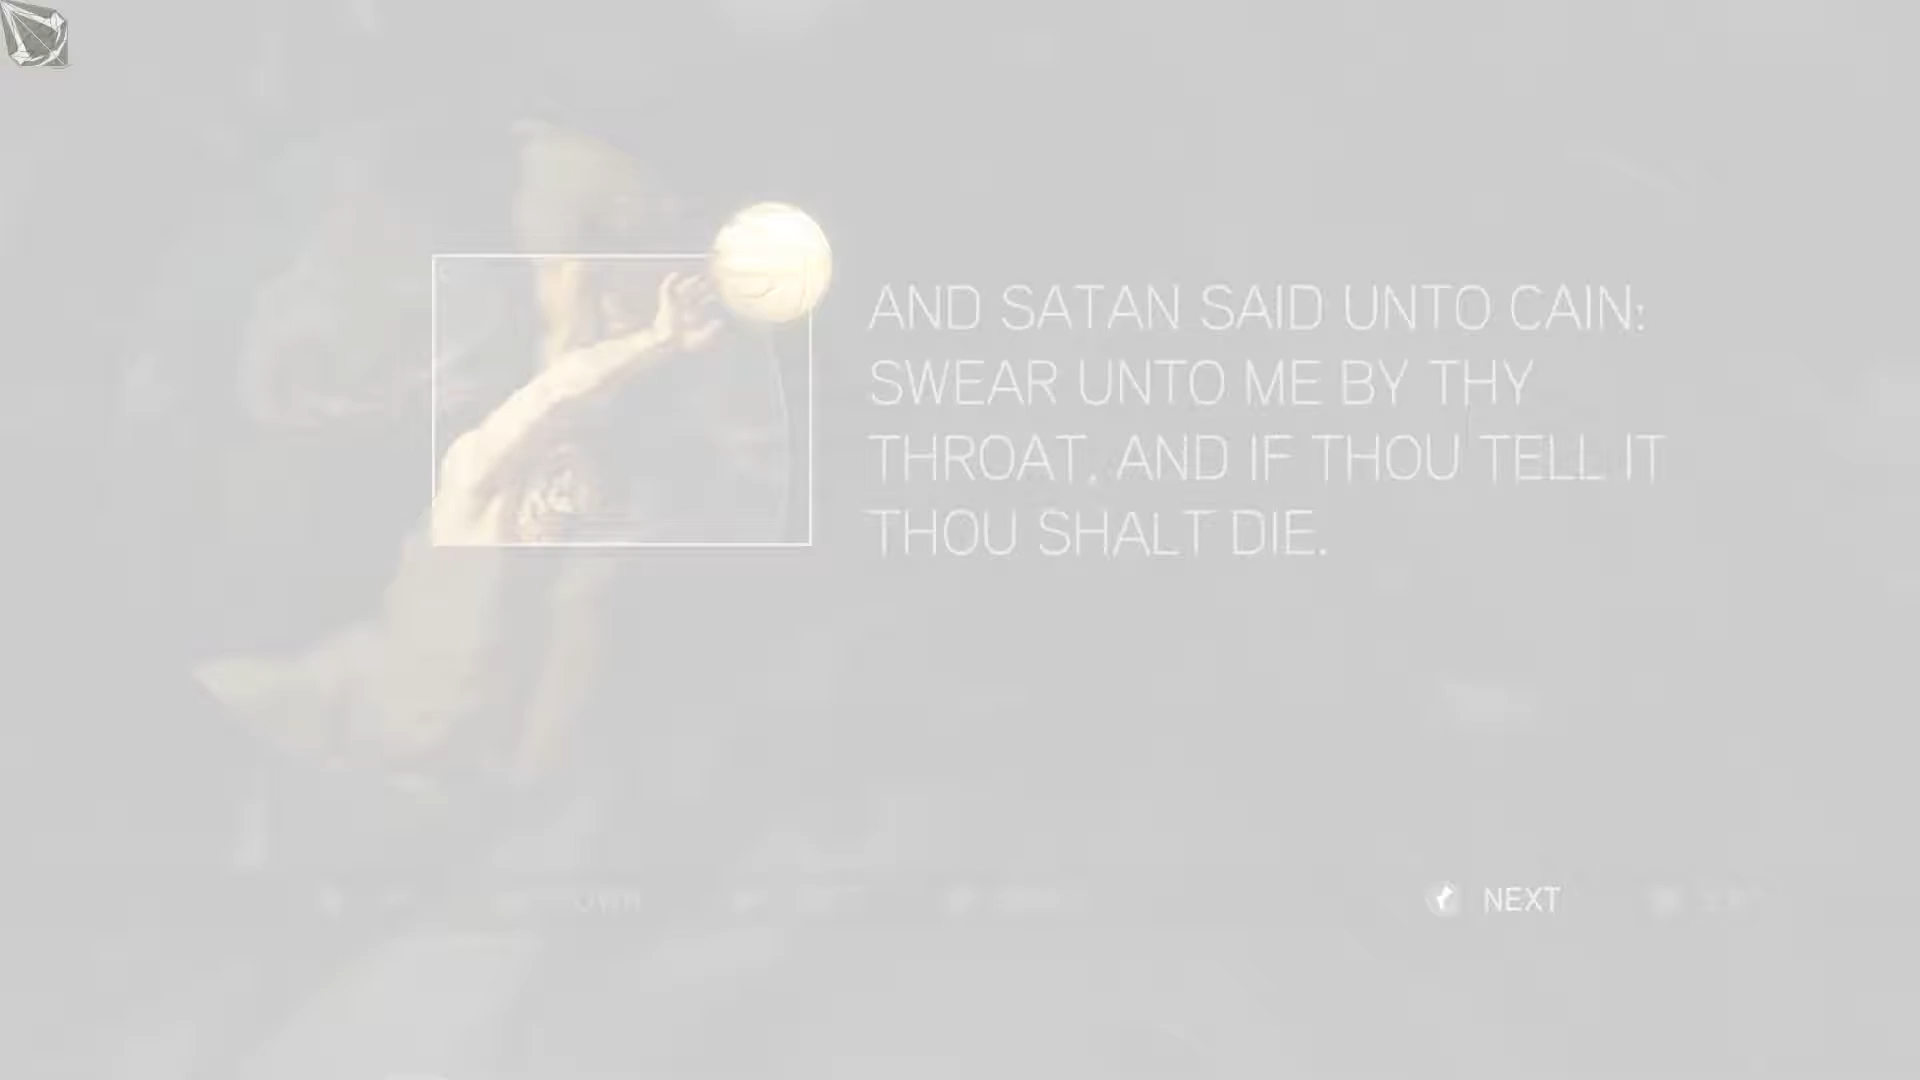 AND SATAN SAID UNTO CAIN:
SWEAR UNTO ME BY THY
THROAT, AND IF THOU TELL IT
THOU SHALT DIE.
NEXT